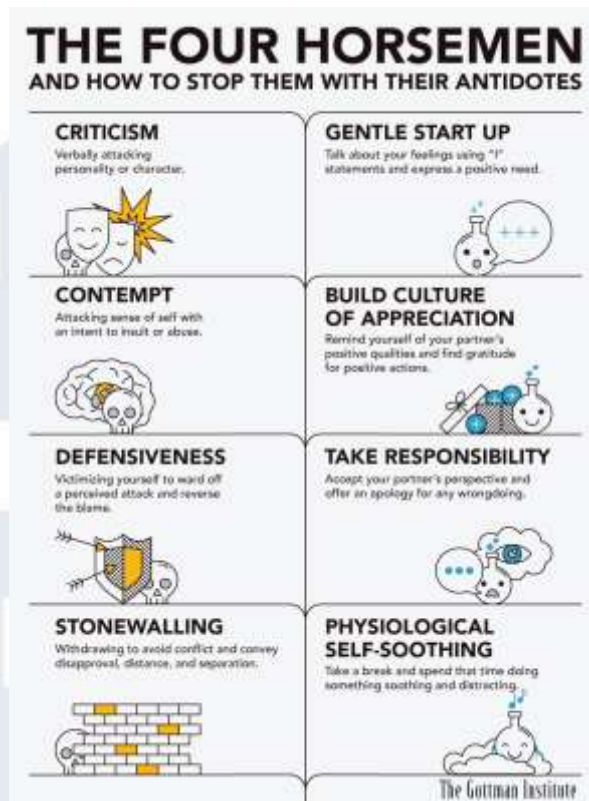 THE FOUR HORSEMEN
AND HOW TO STOP THEM WITH THEIR ANTIDOTES
CRITICISM
Verbally attacking
personality or character.
GENTLE START UP
Talk about your feelings using "I"
statements and express a positive need.
CONTEMPT
Attacking sense of self with
an intent to insult or abuse.
BUILD CULTURE
OF APPRECIATION
Remind yourself of your partner's
positive qualities and find gratitude
for positive actions.
DEFENSIVENESS
Victimizing yourself to ward off
a perceived attack and reverse
the blame.
TAKE RESPONSIBILITY
Accept your partner's perspective and
offer an apology for any wrongdoing.
STONEWALLING
Withdrawing to avoid conflict and convey
disapproval, distance, and separation.
PHYSIOLOGICAL
SELF-SOOTHING
Take a break and spend that time doing
something soothing and distracting.
The Gottman Institute